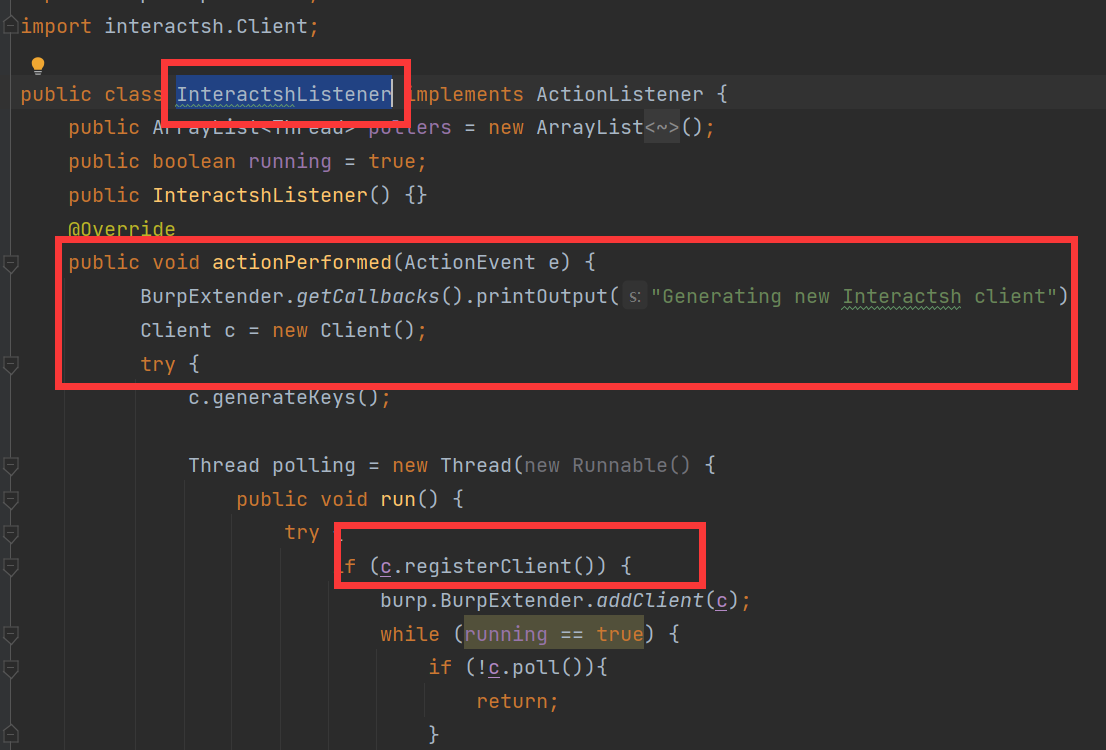 import interactsh.Client;
public class InteractshListener implements ActionListener {
public ArrayList<Thread> pollers = new ArrayList<~>();
public boolean running = true;
public InteractshListener() {}
@Override
public void actionPerformed(ActionEvent e) {
BurpExtender.getCallbacks().printOutput( s: "Generating new Interactsh client")
Client c = new Client();
try {
c.generateKeys();
Thread polling = new Thread(new Runnable() {
public void run() {
try {
if (c.registerClient()) {
burp.BurpExtender.addClient(c);
while (running == true) {
if (!c.poll()){
return;
}